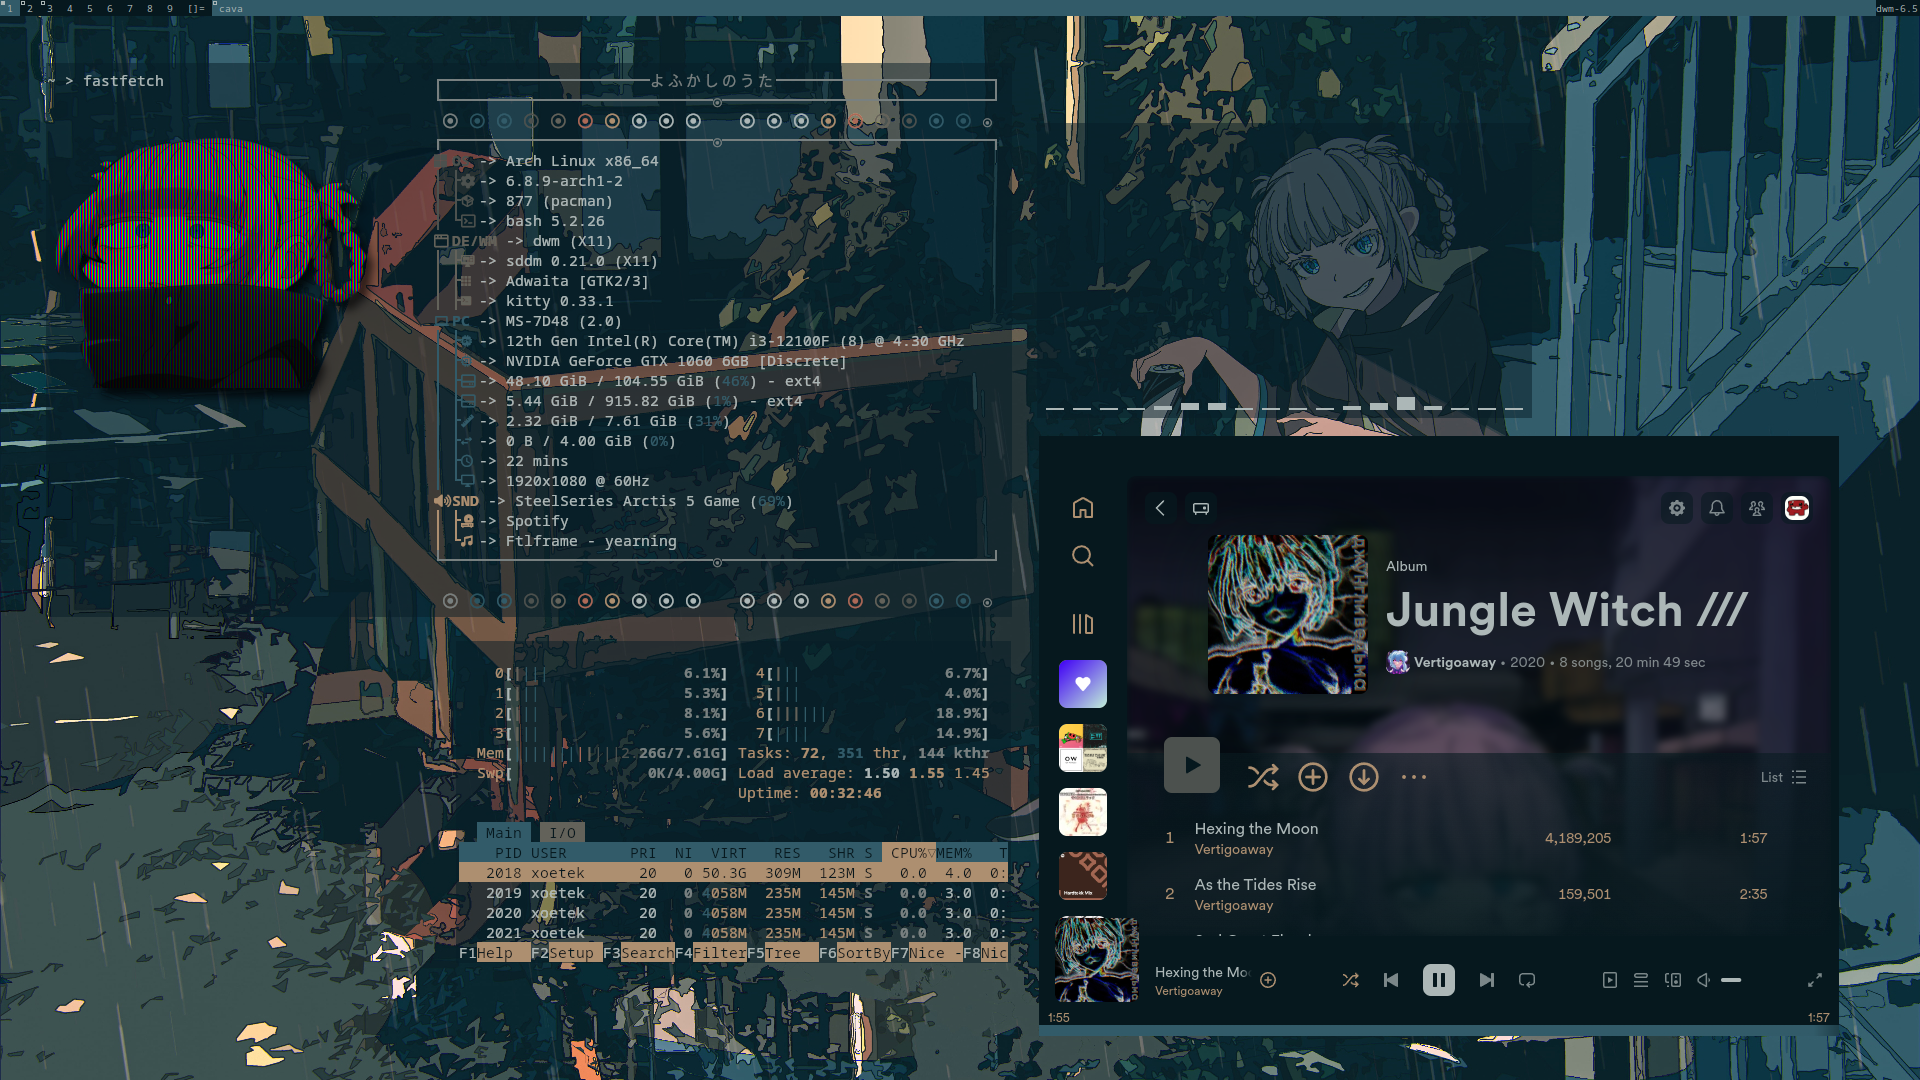 1 2 3 4 5 6 7 8 9 []= cava dwm-6.5
~ > fastfetch
よふかしのうた
-> Arch Linux x86_64
-> 6.8.9-arch1-2
-> 877 (pacman)
-> bash 5.2.26
DE/WM -> dwm (X11)
-> sddm 0.21.0 (X11)
-> Adwaita [GTK2/3]
-> kitty 0.33.1
PC -> MS-7D48 (2.0)
-> 12th Gen Intel(R) Core(TM) i3-12100F (8) @ 4.30 GHz
-> NVIDIA GeForce GTX 1060 6GB [Discrete]
-> 48.10 GiB / 104.55 GiB (46%) - ext4
-> 5.44 GiB / 915.82 GiB (1%) - ext4
-> 2.32 GiB / 7.61 GiB (31%)
-> 0 B / 4.00 GiB (0%)
-> 22 mins
-> 1920x1080 @ 60Hz
SND -> SteelSeries Arctis 5 Game (69%)
-> Spotify
-> Ftlframe - yearning
0[|||| 6.1%] 4[||| 6.7%]
1[| 5.3%] 5[||| 4.0%]
2[||| 8.1%] 6[|||||| 18.9%]
3[| 5.6%] 7[|||| 14.9%]
Mem[|||||||||||||2.26G/7.61G] Tasks: 72, 351 thr, 144 kthr
Swp[ 0K/4.00G] Load average: 1.50 1.55 1.45
Uptime: 00:32:46
Main I/O
PID USER PRI NI VIRT RES SHR S CPU%▽MEM% T
2018 xoetek 20 0 50.3G 309M 123M S 0.0 4.0 0:
2019 xoetek 20 0 4058M 235M 145M S 0.0 3.0 0:
2020 xoetek 20 0 4058M 235M 145M S 0.0 3.0 0:
2021 xoetek 20 0 4058M 235M 145M S 0.0 3.0 0:
F1Help F2Setup F3SearchF4FilterF5Tree F6SortByF7Nice -F8Nic
Album
Jungle Witch ///
Vertigoaway • 2020 • 8 songs, 20 min 49 sec
List
1 Hexing the Moon 4,189,205 1:57
Vertigoaway
2 As the Tides Rise 159,501 2:35
Vertigoaway
Hexing the Mo
Vertigoaway
1:55 1:57